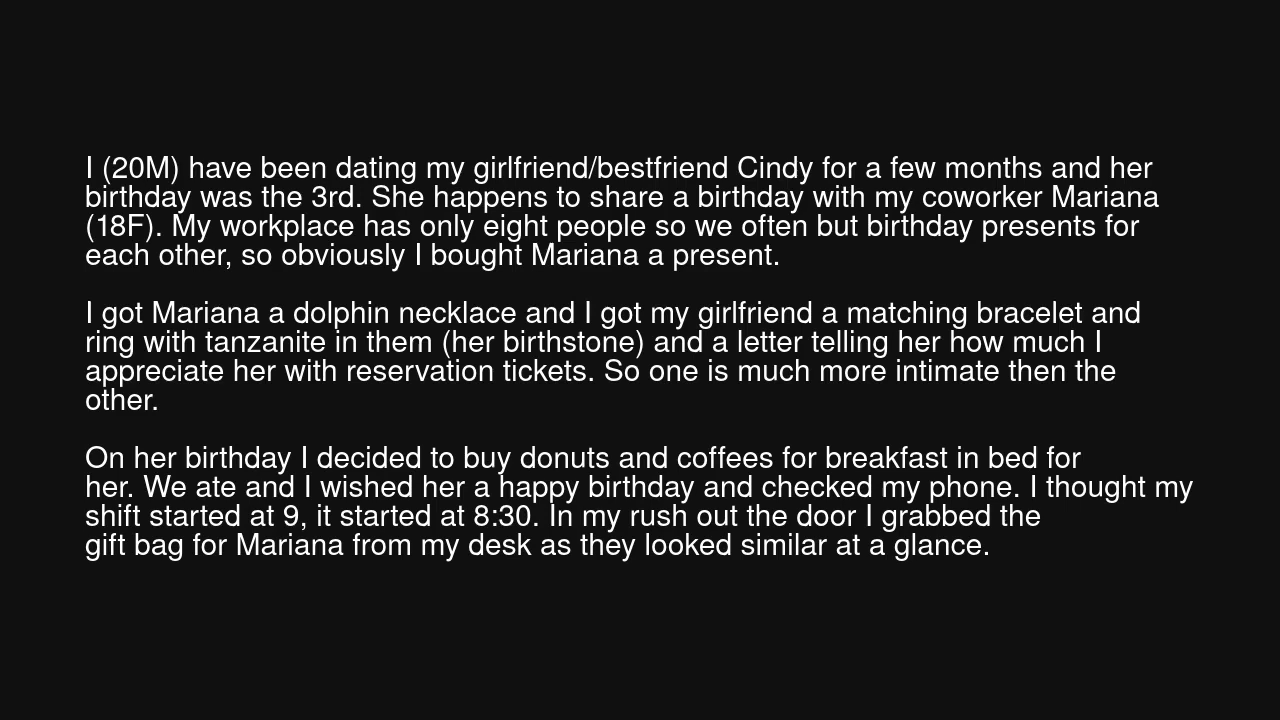 I (20M) have been dating my girlfriend/bestfriend Cindy for a few months and her
birthday was the 3rd. She happens to share a birthday with my coworker Mariana
(18F). My workplace has only eight people so we often but birthday presents for
each other, so obviously I bought Mariana a present.
I got Mariana a dolphin necklace and I got my girlfriend a matching bracelet and
ring with tanzanite in them (her birthstone) and a letter telling her how much I
appreciate her with reservation tickets. So one is much more intimate then the
other.
On her birthday I decided to buy donuts and coffees for breakfast in bed for
her. We ate and I wished her a happy birthday and checked my phone. I thought my
shift started at 9, it started at 8:30. In my rush out the door I grabbed the
gift bag for Mariana from my desk as they looked similar at a glance.